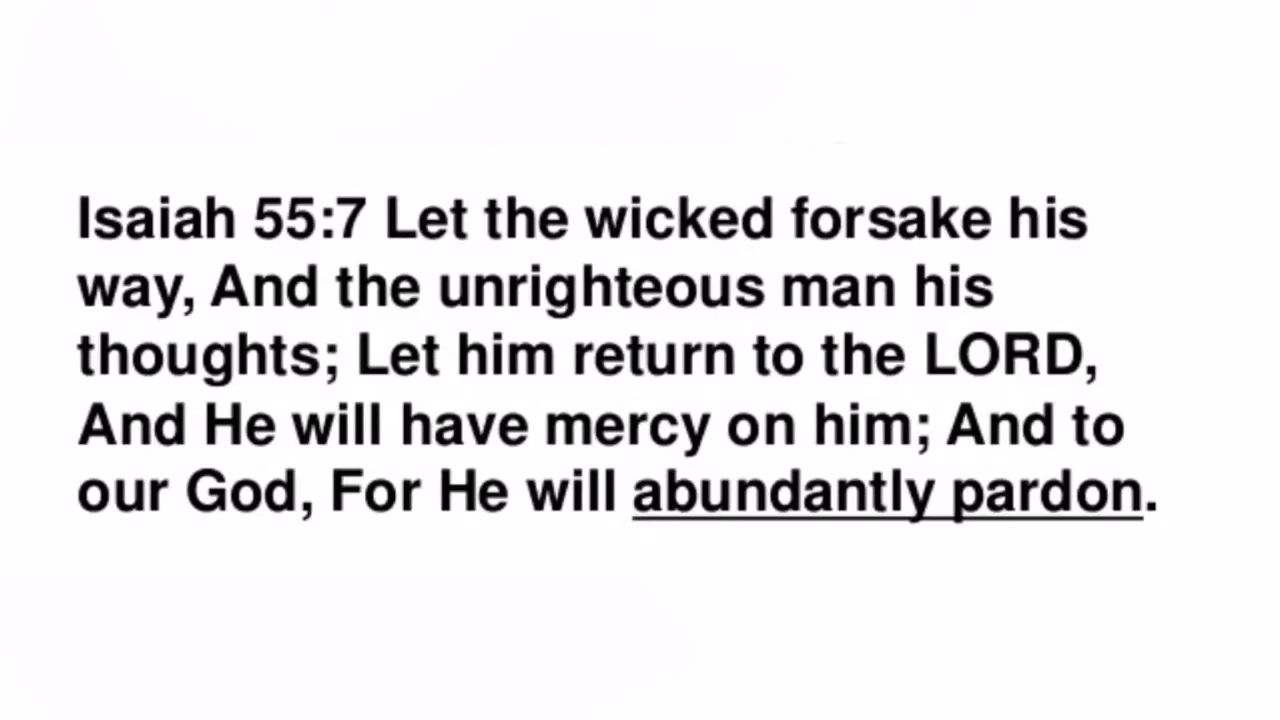 Isaiah 55:7 Let the wicked forsake his
way, And the unrighteous man his
thoughts; Let him return to the LORD,
And He will have mercy on him; And to
our God, For He will abundantly pardon.